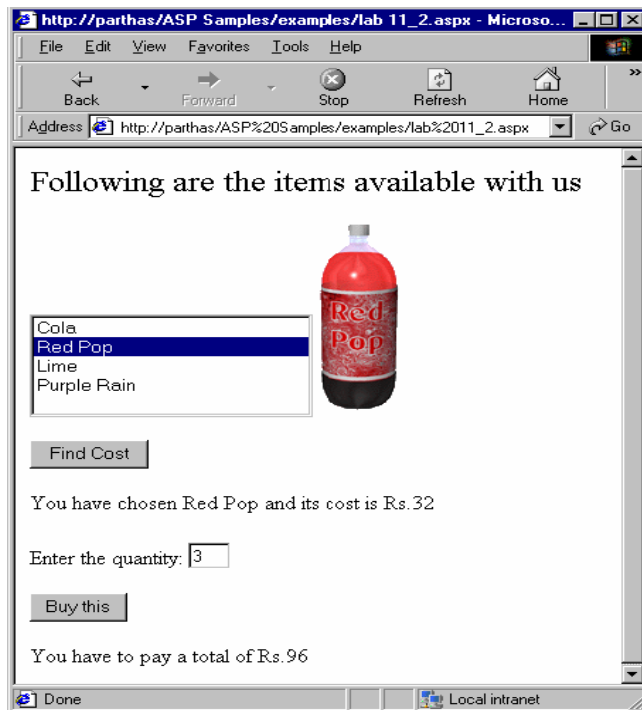 http://parthas/ASP Samples/examples/lab 11_2.aspx - Microso...
File Edit View Favorites Tools Help
Back Forward Stop Refresh Home »
Address http://parthas/ASP%20Samples/examples/lab%2011_2.aspx Go
Following are the items available with us
Red
Pop
Cola
Red Pop
Lime
Purple Rain
Find Cost
You have chosen Red Pop and its cost is Rs.32
Enter the quantity: 3
Buy this
You have to pay a total of Rs.96
Done Local intranet